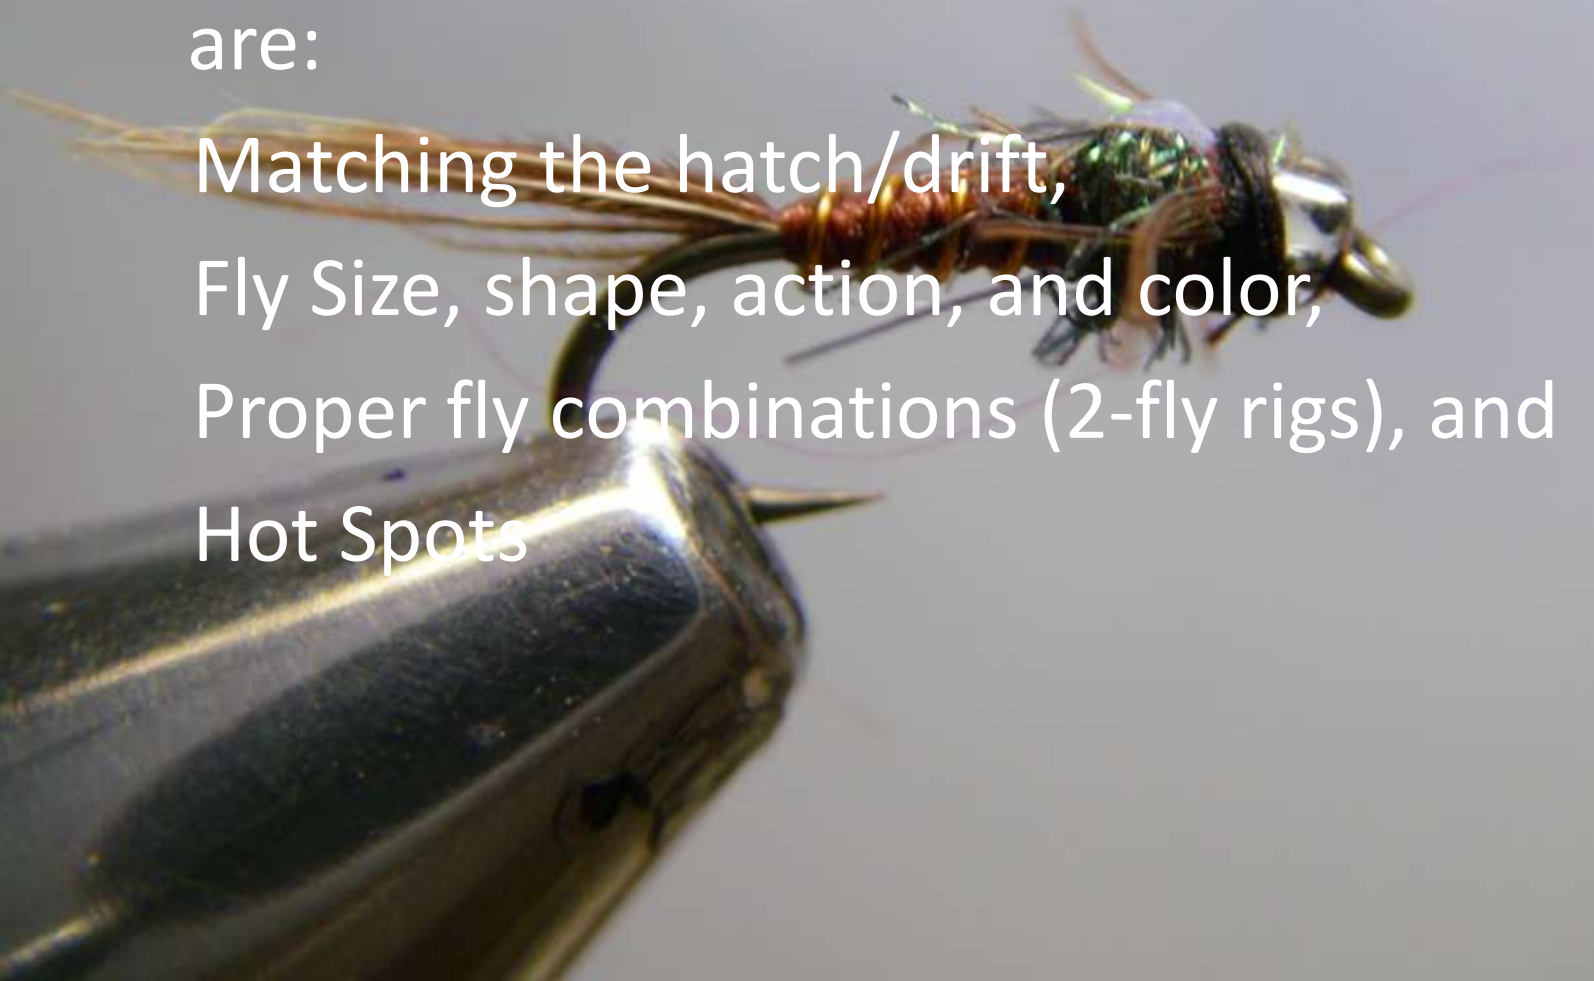 are:
Matching the hatch/drift,
Fly Size, shape, action, and color,
Proper fly combinations (2-fly rigs), and
Hot Spots